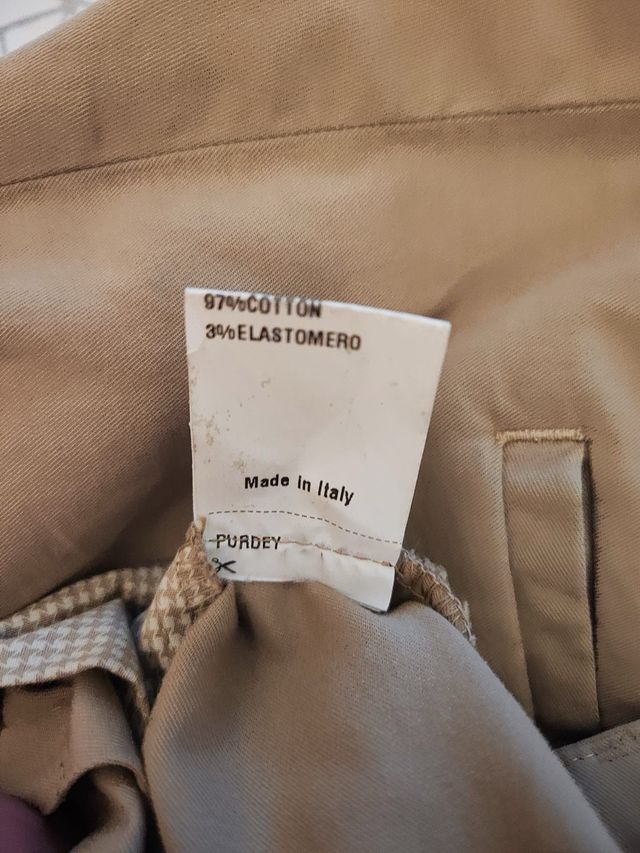 97%COTTON
3%ELASTOMERO
Made in Italy
PURDEY